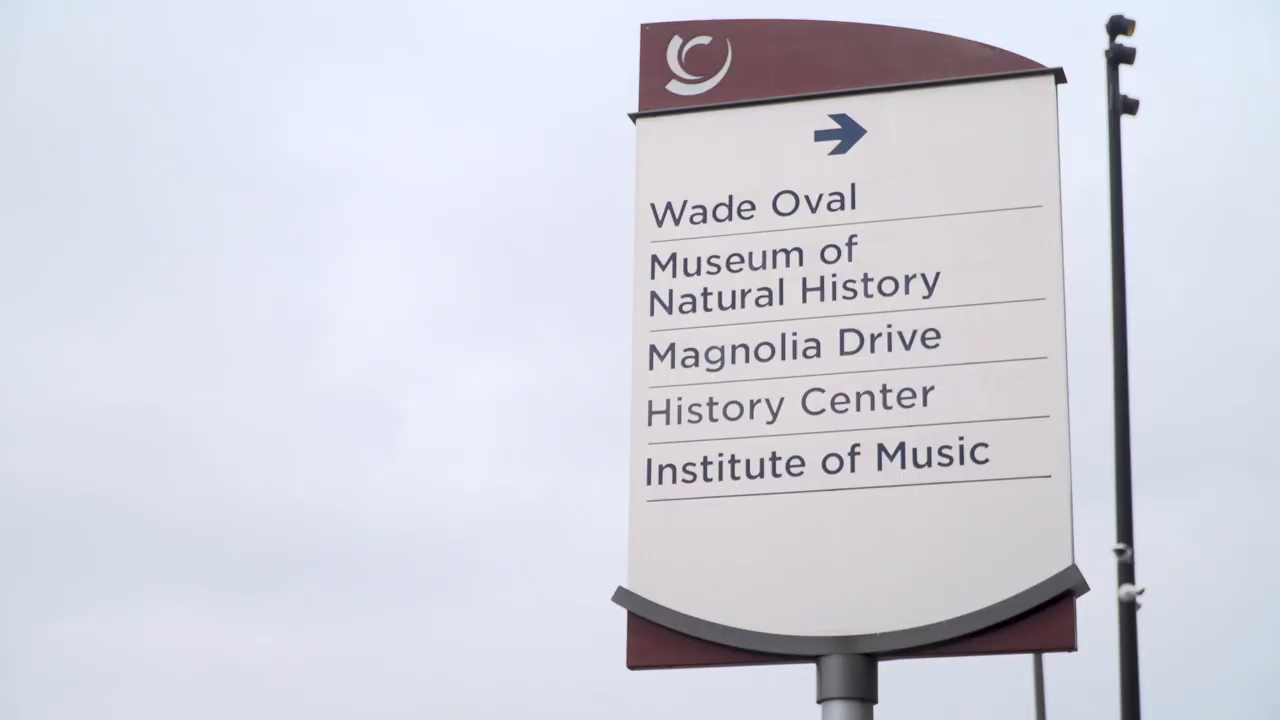 Wade Oval
Museum of
Natural History
Magnolia Drive
History Center
Institute of Music